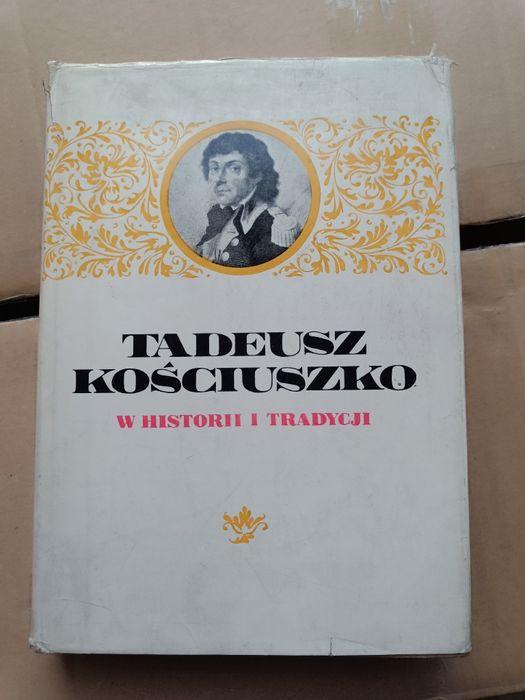 TADEUSZ
KOŚCIUSZKO
W HISTORII I TRADYCJI